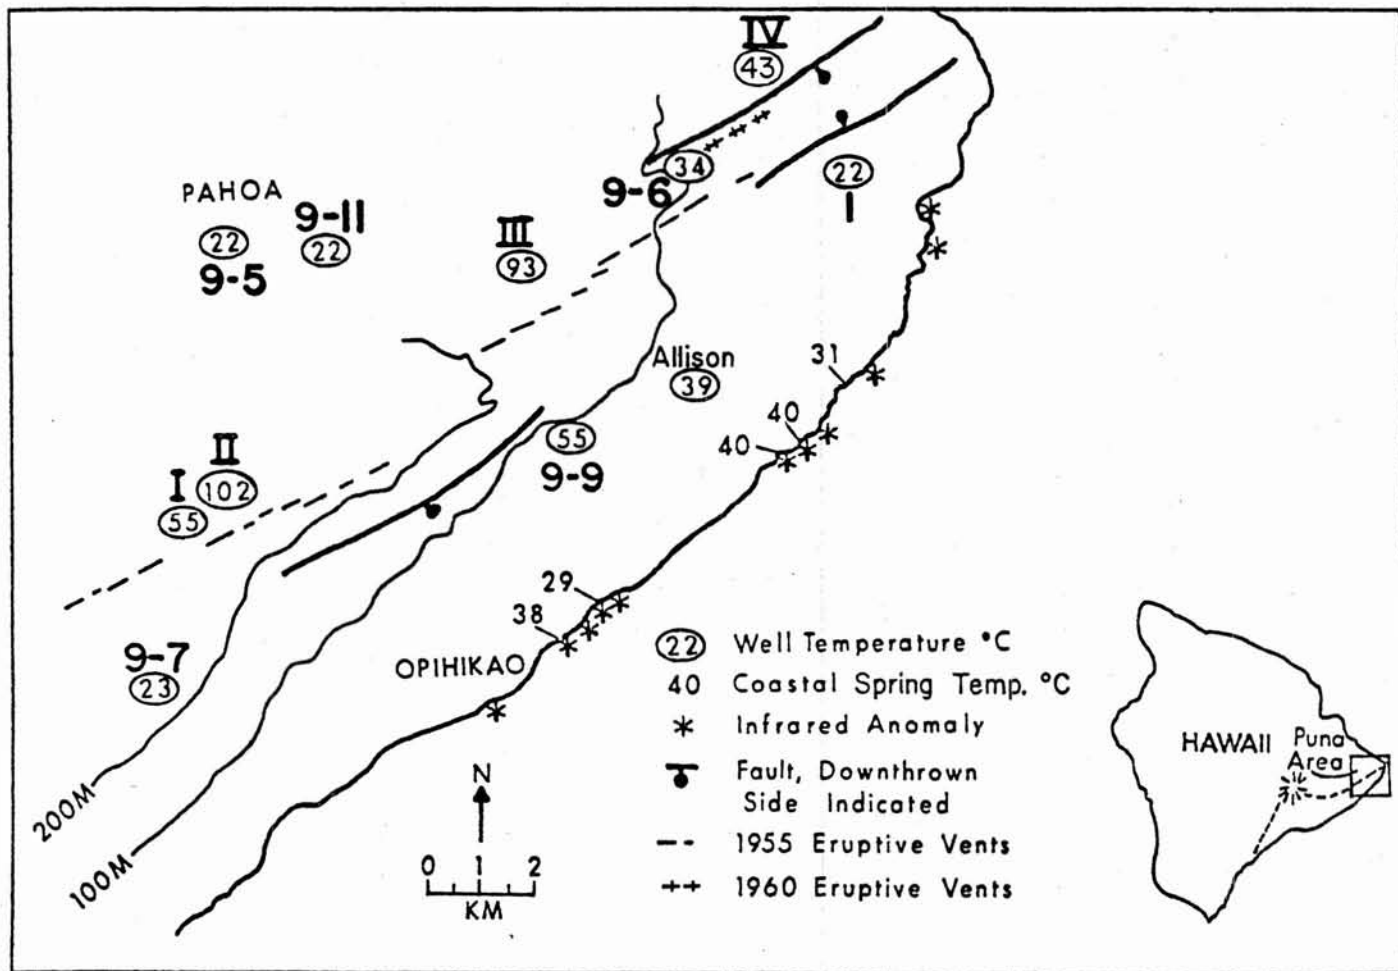 IV
43
34
9-6
22
I
PAHOA
9-11
22
22
9-5
III
93
Allison
39
31
40
40
55
9-9
II
I
102
55
29
38
9-7
23
OPIHIKAO
200M
100M
N
0 1 2
KM
22 Well Temperature °C
40 Coastal Spring Temp. °C
Infrared Anomaly
Fault, Downthrown
Side Indicated
1955 Eruptive Vents
1960 Eruptive Vents
HAWAII
Puna
Area